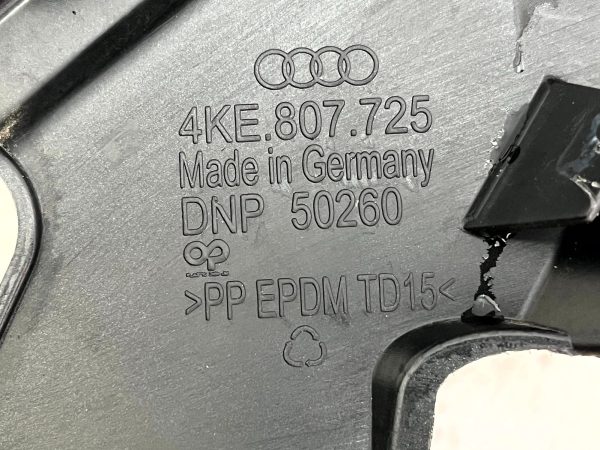 4KE.807.725
Made in Germany
DNP 50260
>PP EPDM TD15<